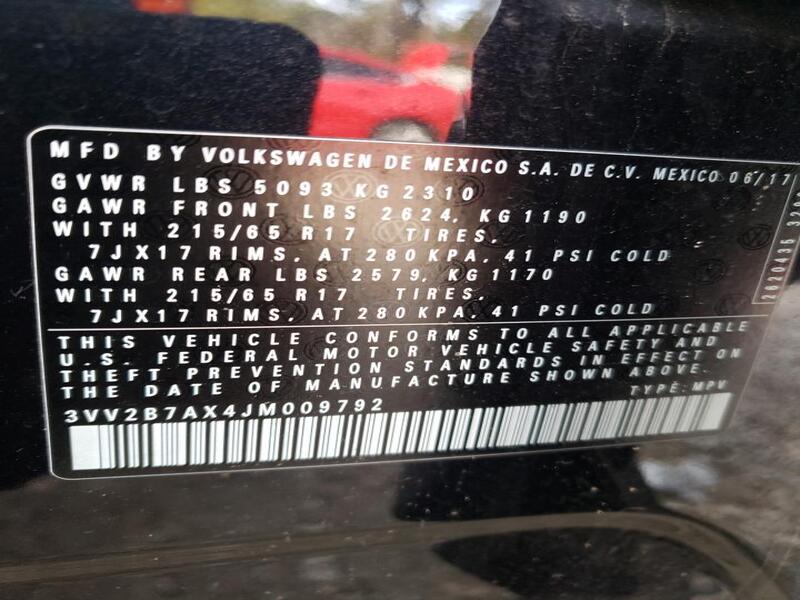 MFD BY VOLKSWAGEN DE MEXICO S.A. DE C.V. MEXICO 06/17
GVWR LBS 5093 KG 2310
GAWR FRONT LBS 2624, KG 1190
WITH 215/65 R17 TIRES,
7JX17 RIMS, AT 280 KPA, 41 PSI COLD
GAWR REAR LBS 2579, KG 1170
WITH 215/65 R17 TIRES,
7JX17 RIMS, AT 280 KPA, 41 PSI COLD
THIS VEHICLE CONFORMS TO ALL APPLICABLE
U.S. FEDERAL MOTOR VEHICLE SAFETY AND
THEFT PREVENTION STANDARDS IN EFFECT ON
THE DATE OF MANUFACTURE SHOWN ABOVE.
TYPE: MPV
3VV2B7AX4JM009792
2620435